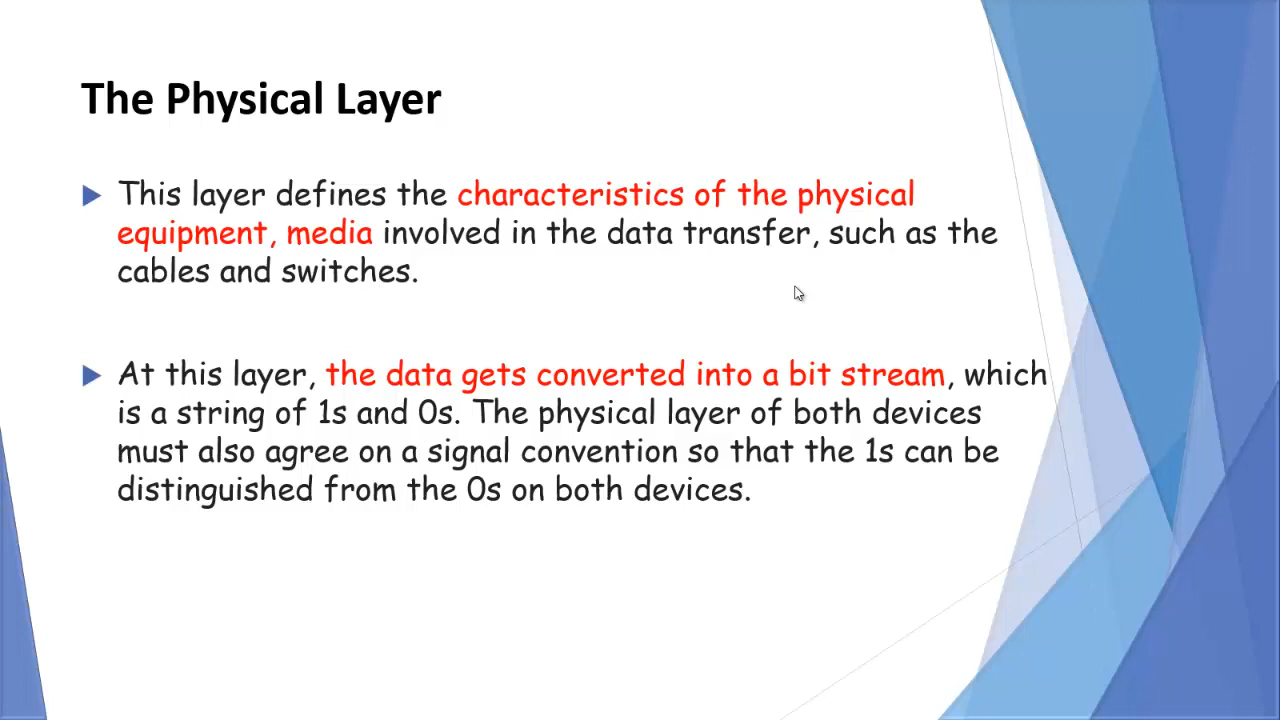 The Physical Layer
This layer defines the characteristics of the physical
equipment, media involved in the data transfer, such as the
cables and switches.
At this layer, the data gets converted into a bit stream, which
is a string of 1s and 0s. The physical layer of both devices
must also agree on a signal convention so that the 1s can be
distinguished from the 0s on both devices.